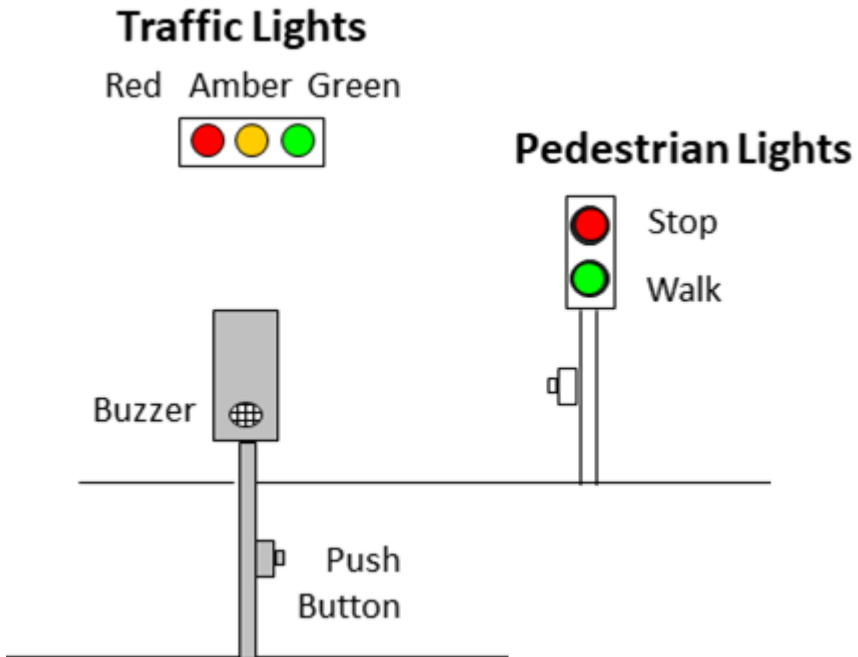 Traffic Lights
Red Amber Green
Pedestrian Lights
Stop
Walk
Buzzer
Push
Button